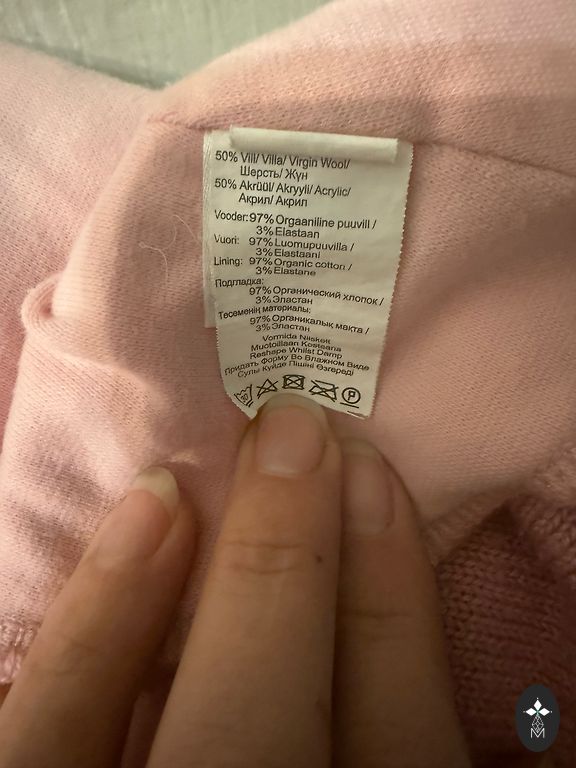 50% Vill/ Villa/ Virgin Wool/
Шерсть/ Жүн
50% Akrüül/ Akryyli/ Acrylic/
Акрил/ Акрил
Vooder: 97% Orgaaniline puuvill /
3% Elastaan
Vuori: 97% Luomupuuvilla /
3% Elastaani
Lining: 97% Organic cotton /
3% Elastane
Подкладка:
97% Органический хлопок /
3% Эластан
Төсеменің материалы:
97% Органикалық мақта /
3% Эластан
Vormida Niiskelt
Muotoillaan Kosteana
Reshape Whilst Damp
Придать Форму Во Влажном Виде
Сулы Күйде Пішіні Өзгереді
30 P
M